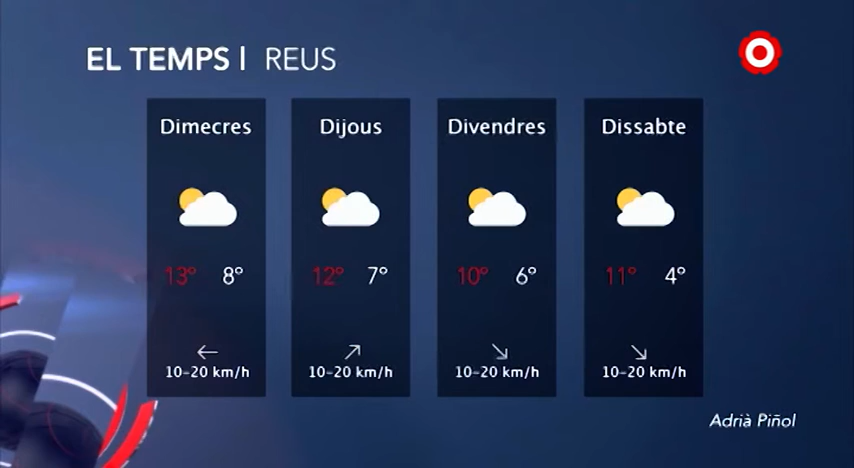 EL TEMPS | REUS
Dimecres
13° 8°
10-20 km/h
Dijous
12° 7°
10-20 km/h
Divendres
10° 6°
10-20 km/h
Dissabte
11° 4°
10-20 km/h
Adrià Piñol